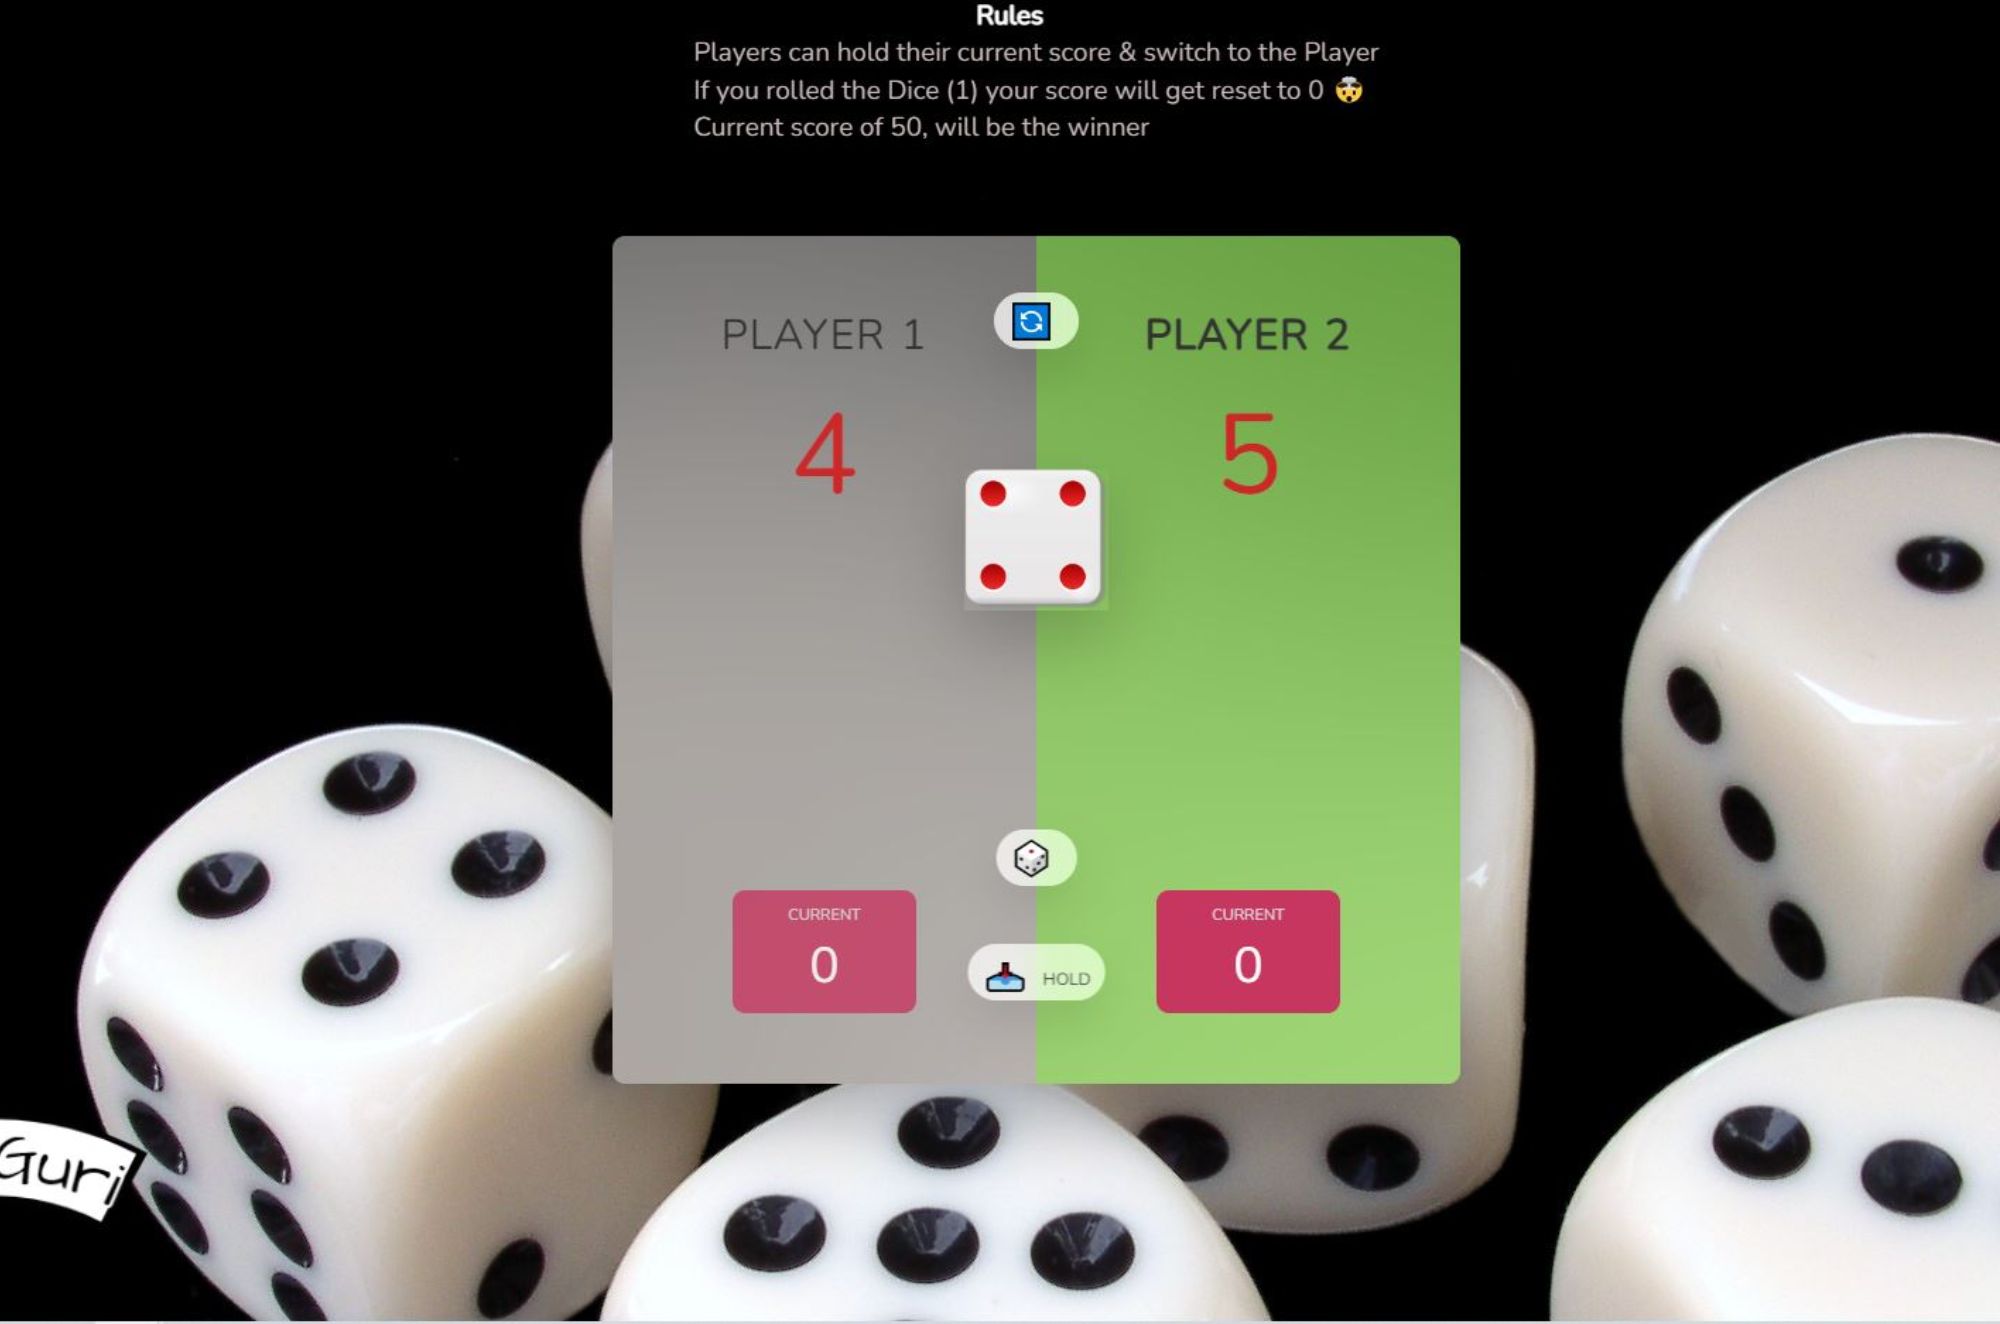 Rules
Players can hold their current score & switch to the Player
If you rolled the Dice (1) your score will get reset to 0 🤯
Current score of 50, will be the winner
PLAYER 1
PLAYER 2
4
5
CURRENT
0
HOLD
CURRENT
0
Guri